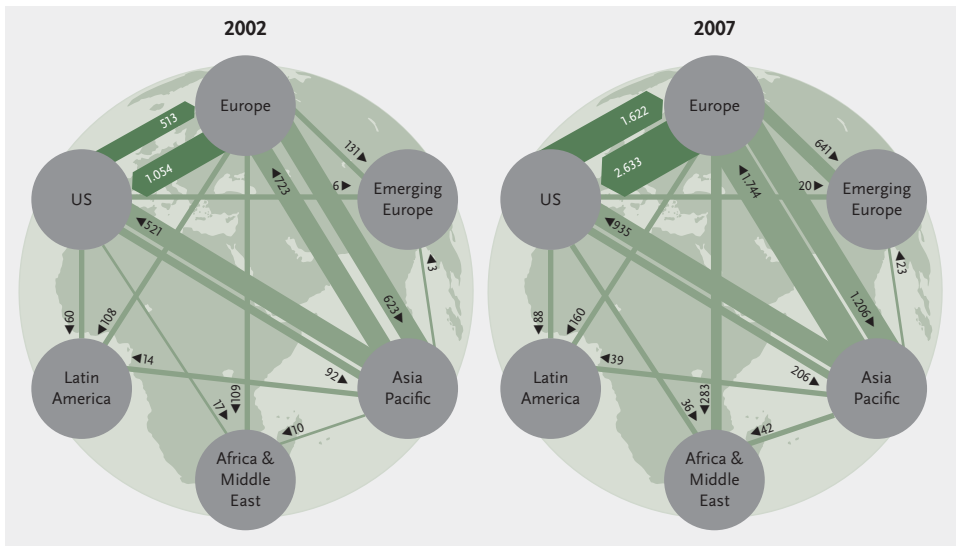 2002
Europe
513
1.054
131
6
723
US
Emerging
Europe
521
3
623
60
108
14
92
Latin
America
Asia
Pacific
17
109
10
Africa &
Middle
East
2007
Europe
1.622
2.633
641
20
1.744
US
Emerging
Europe
935
23
1.206
88
160
39
206
Latin
America
Asia
Pacific
36
283
42
Africa &
Middle
East